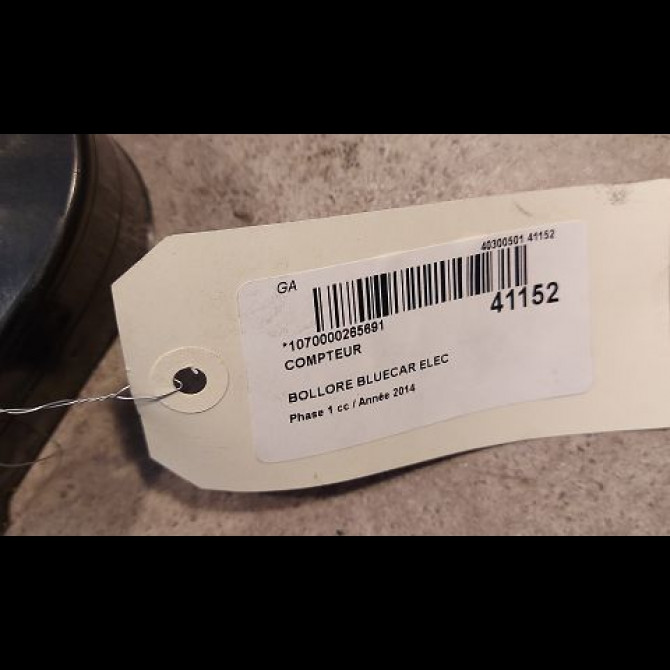 40300501 41152
GA
41152
*1070000265691
COMPTEUR
BOLLORE BLUECAR ELEC
Phase 1 cc / Année 2014